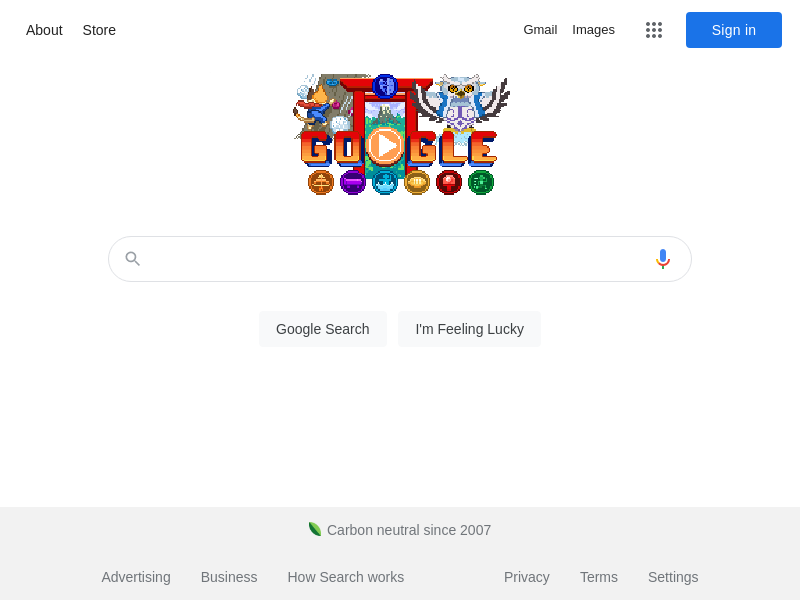 About Store Gmail Images Sign in
GOOGLE
Google Search I'm Feeling Lucky
Carbon neutral since 2007
Advertising Business How Search works Privacy Terms Settings